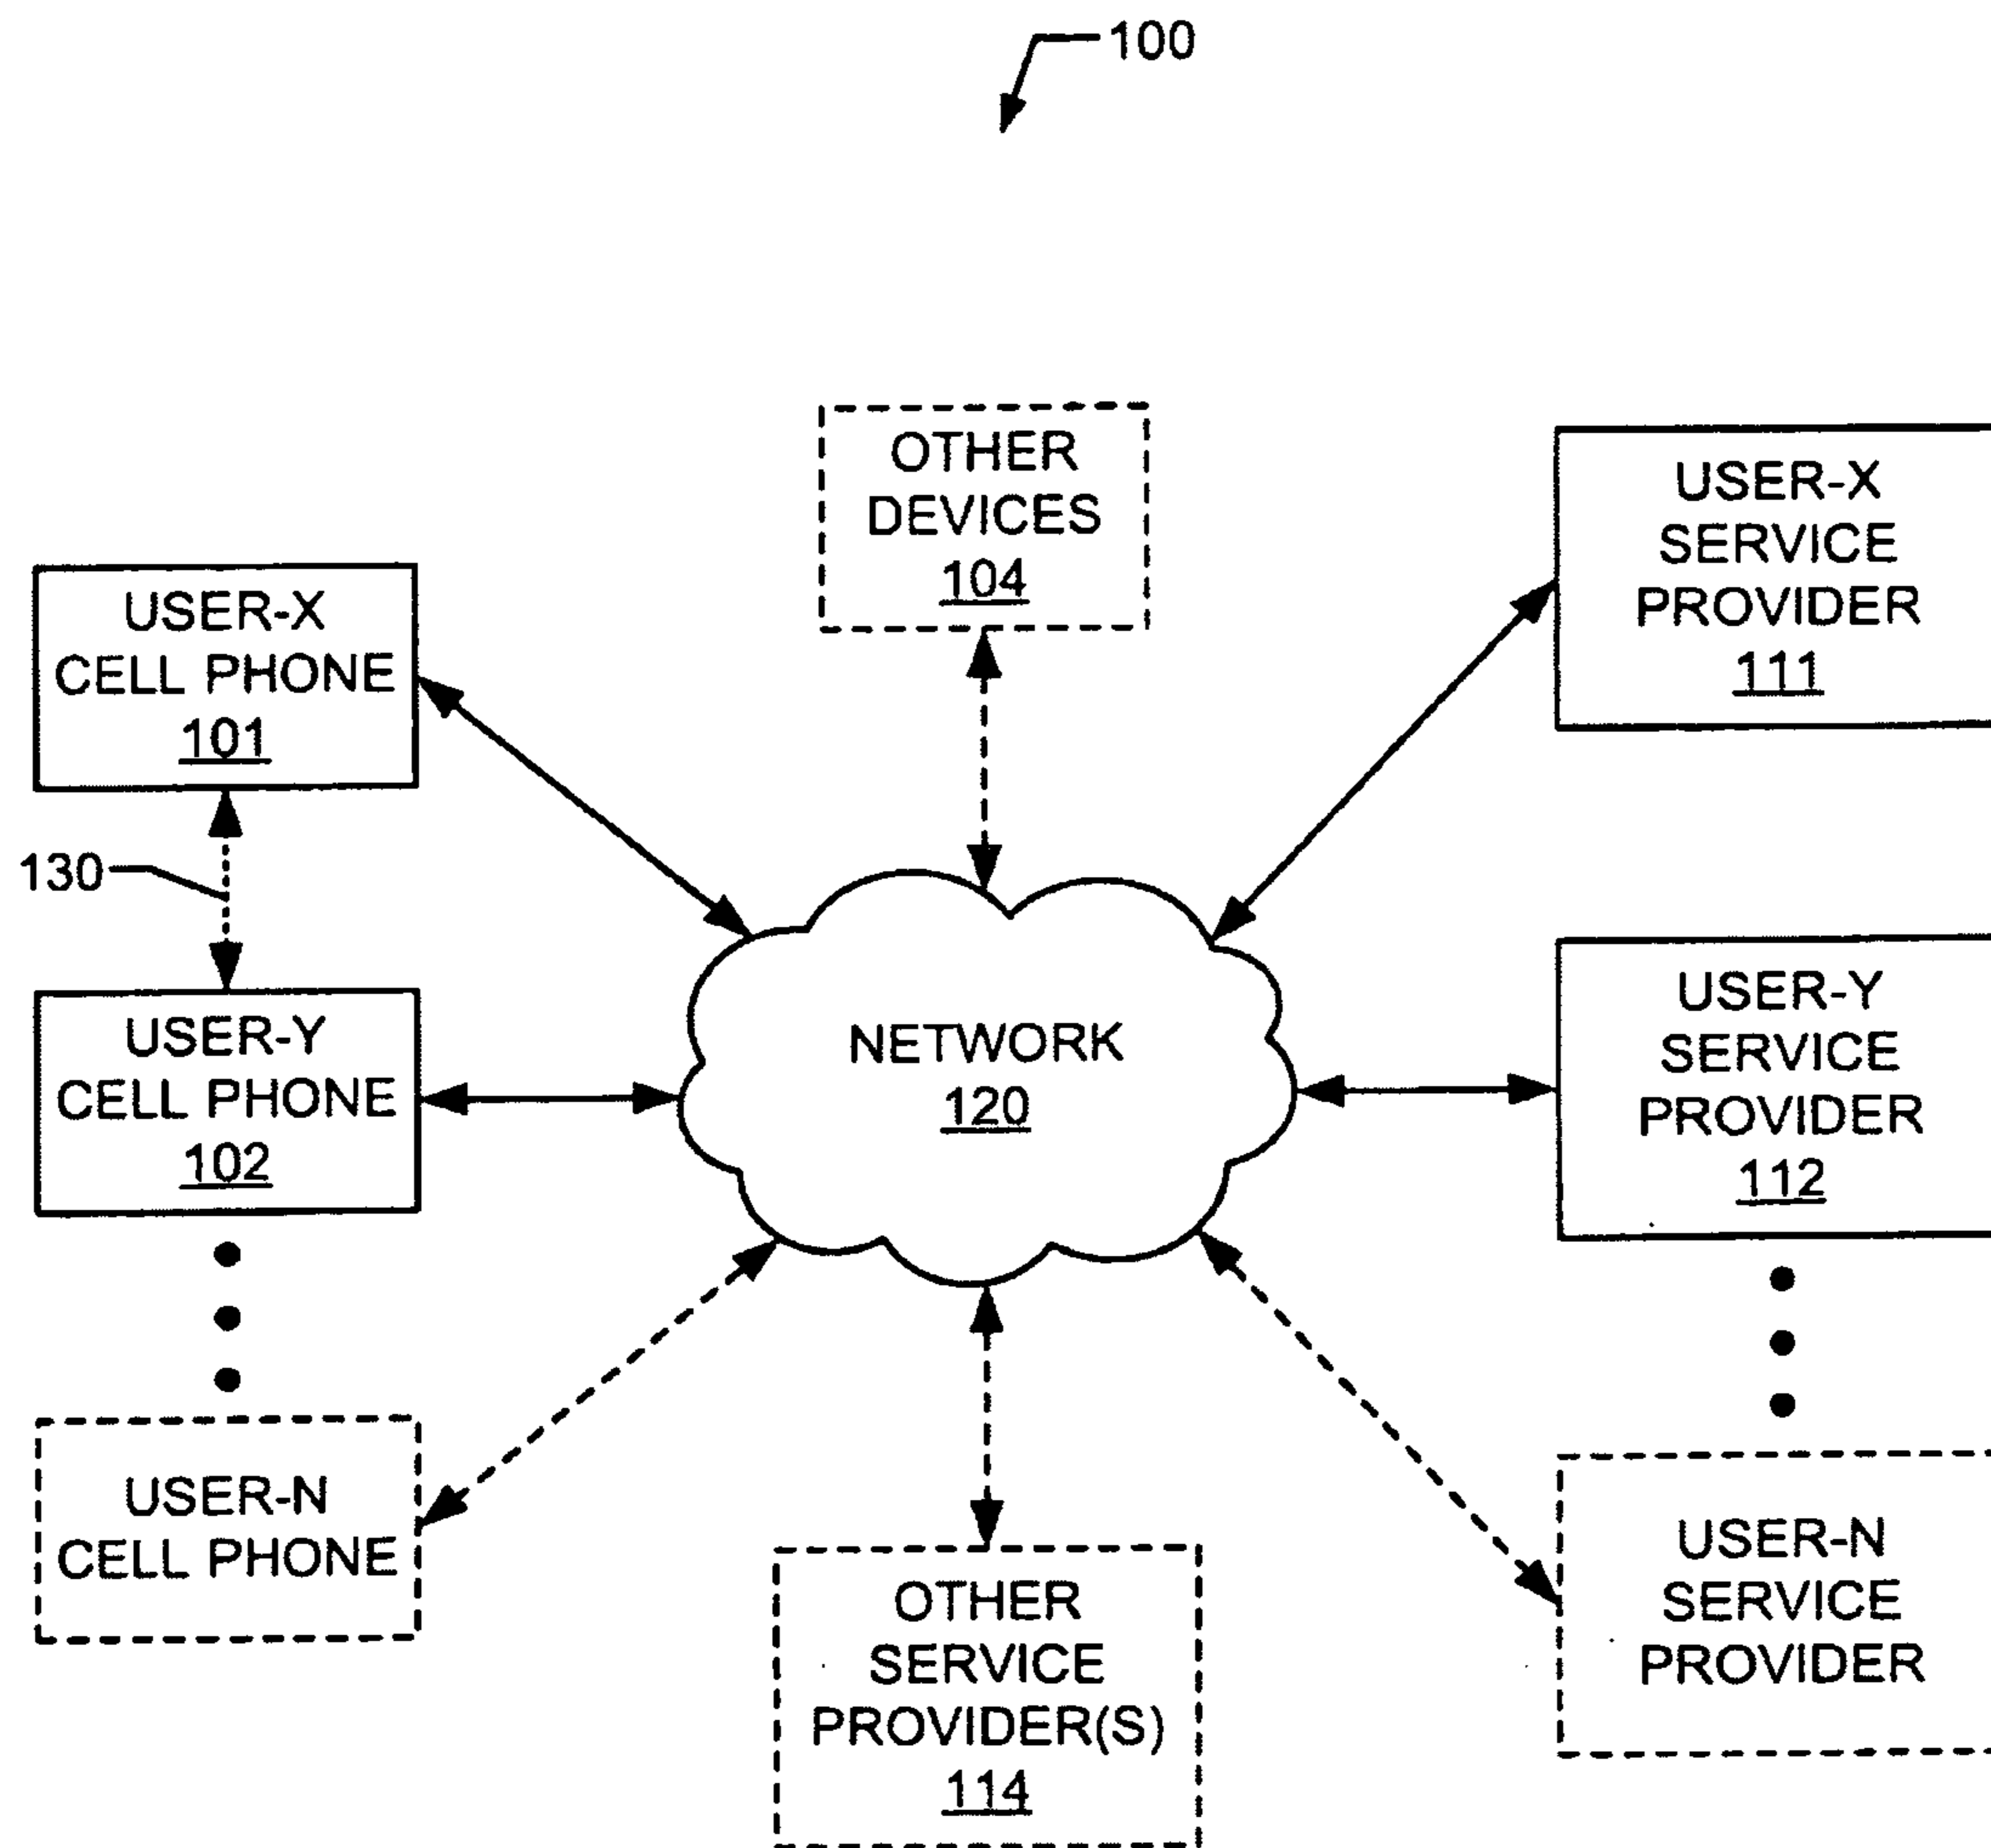 100
OTHER
DEVICES
104
USER-X
SERVICE
PROVIDER
111
USER-X
CELL PHONE
101
130
USER-Y
CELL PHONE
102
NETWORK
120
USER-Y
SERVICE
PROVIDER
112
USER-N
CELL PHONE
OTHER
SERVICE
PROVIDER(S)
114
USER-N
SERVICE
PROVIDER